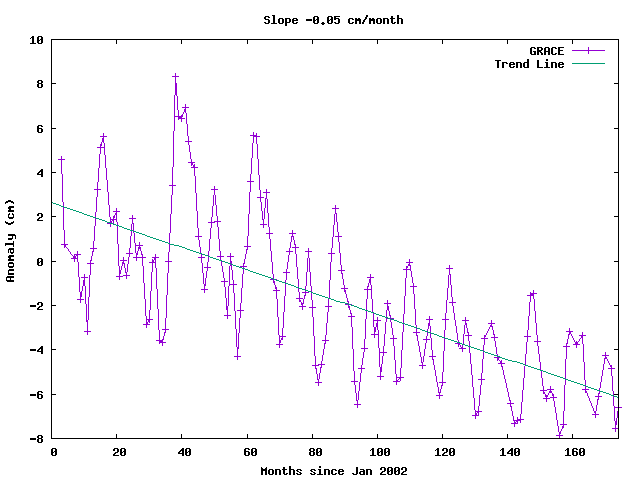 Slope -0.05 cm/month
GRACE
Trend Line
Anomaly (cm)
10
8
6
4
2
0
-2
-4
-6
-8
0 20 40 60 80 100 120 140 160
Months since Jan 2002